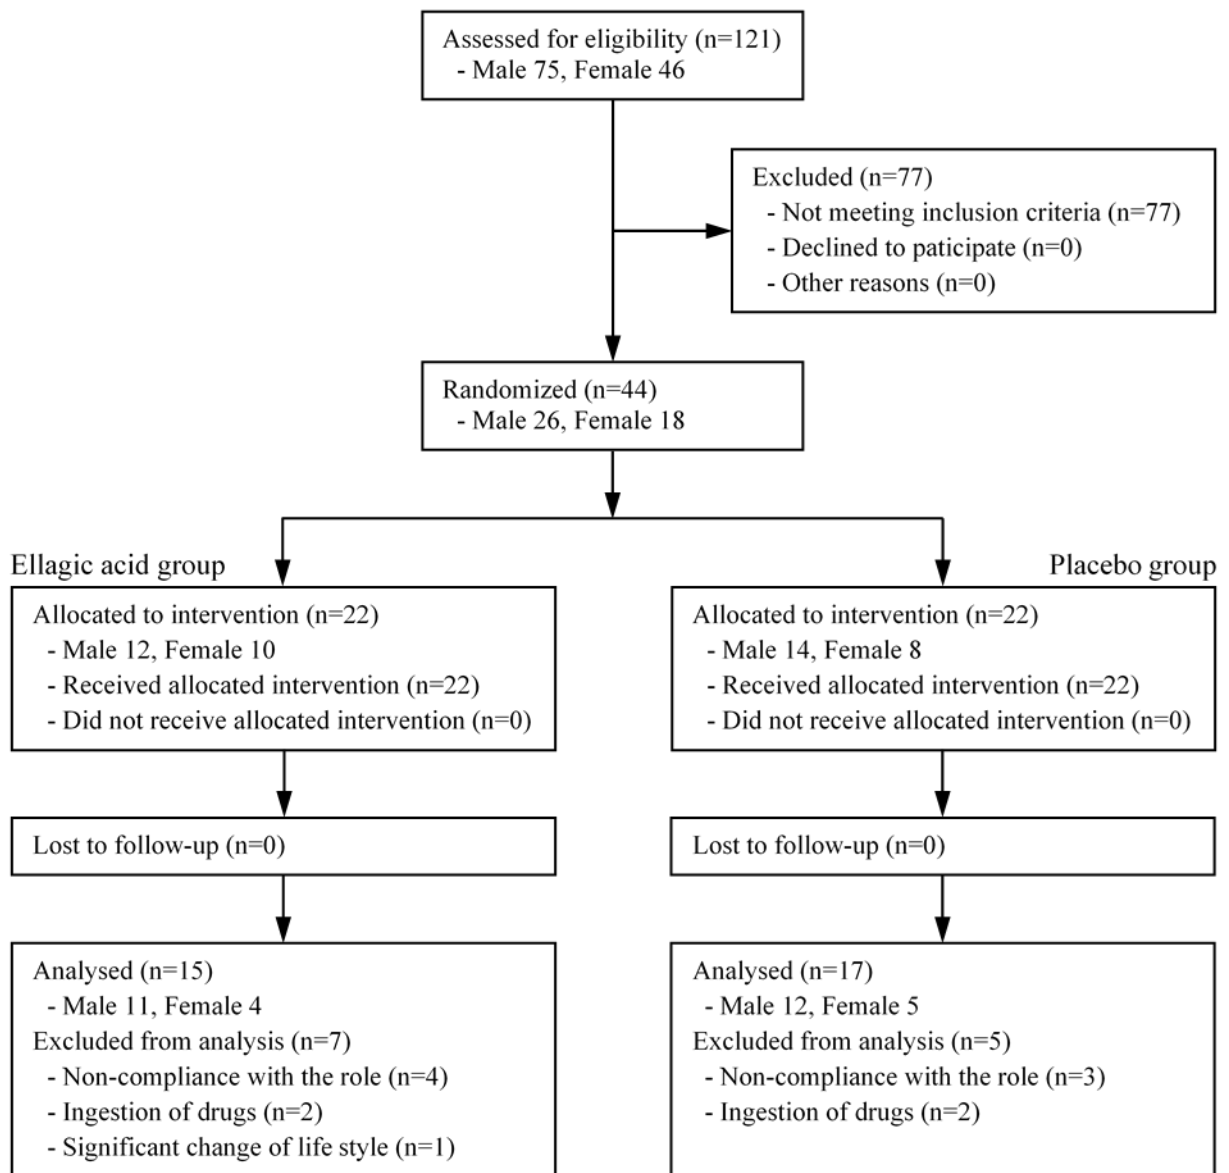 Assessed for eligibility (n=121)
- Male 75, Female 46
Excluded (n=77)
- Not meeting inclusion criteria (n=77)
- Declined to paticipate (n=0)
- Other reasons (n=0)
Randomized (n=44)
- Male 26, Female 18
Ellagic acid group
Allocated to intervention (n=22)
- Male 12, Female 10
- Received allocated intervention (n=22)
- Did not receive allocated intervention (n=0)
Lost to follow-up (n=0)
Analysed (n=15)
- Male 11, Female 4
Excluded from analysis (n=7)
- Non-compliance with the role (n=4)
- Ingestion of drugs (n=2)
- Significant change of life style (n=1)
Placebo group
Allocated to intervention (n=22)
- Male 14, Female 8
- Received allocated intervention (n=22)
- Did not receive allocated intervention (n=0)
Lost to follow-up (n=0)
Analysed (n=17)
- Male 12, Female 5
Excluded from analysis (n=5)
- Non-compliance with the role (n=3)
- Ingestion of drugs (n=2)